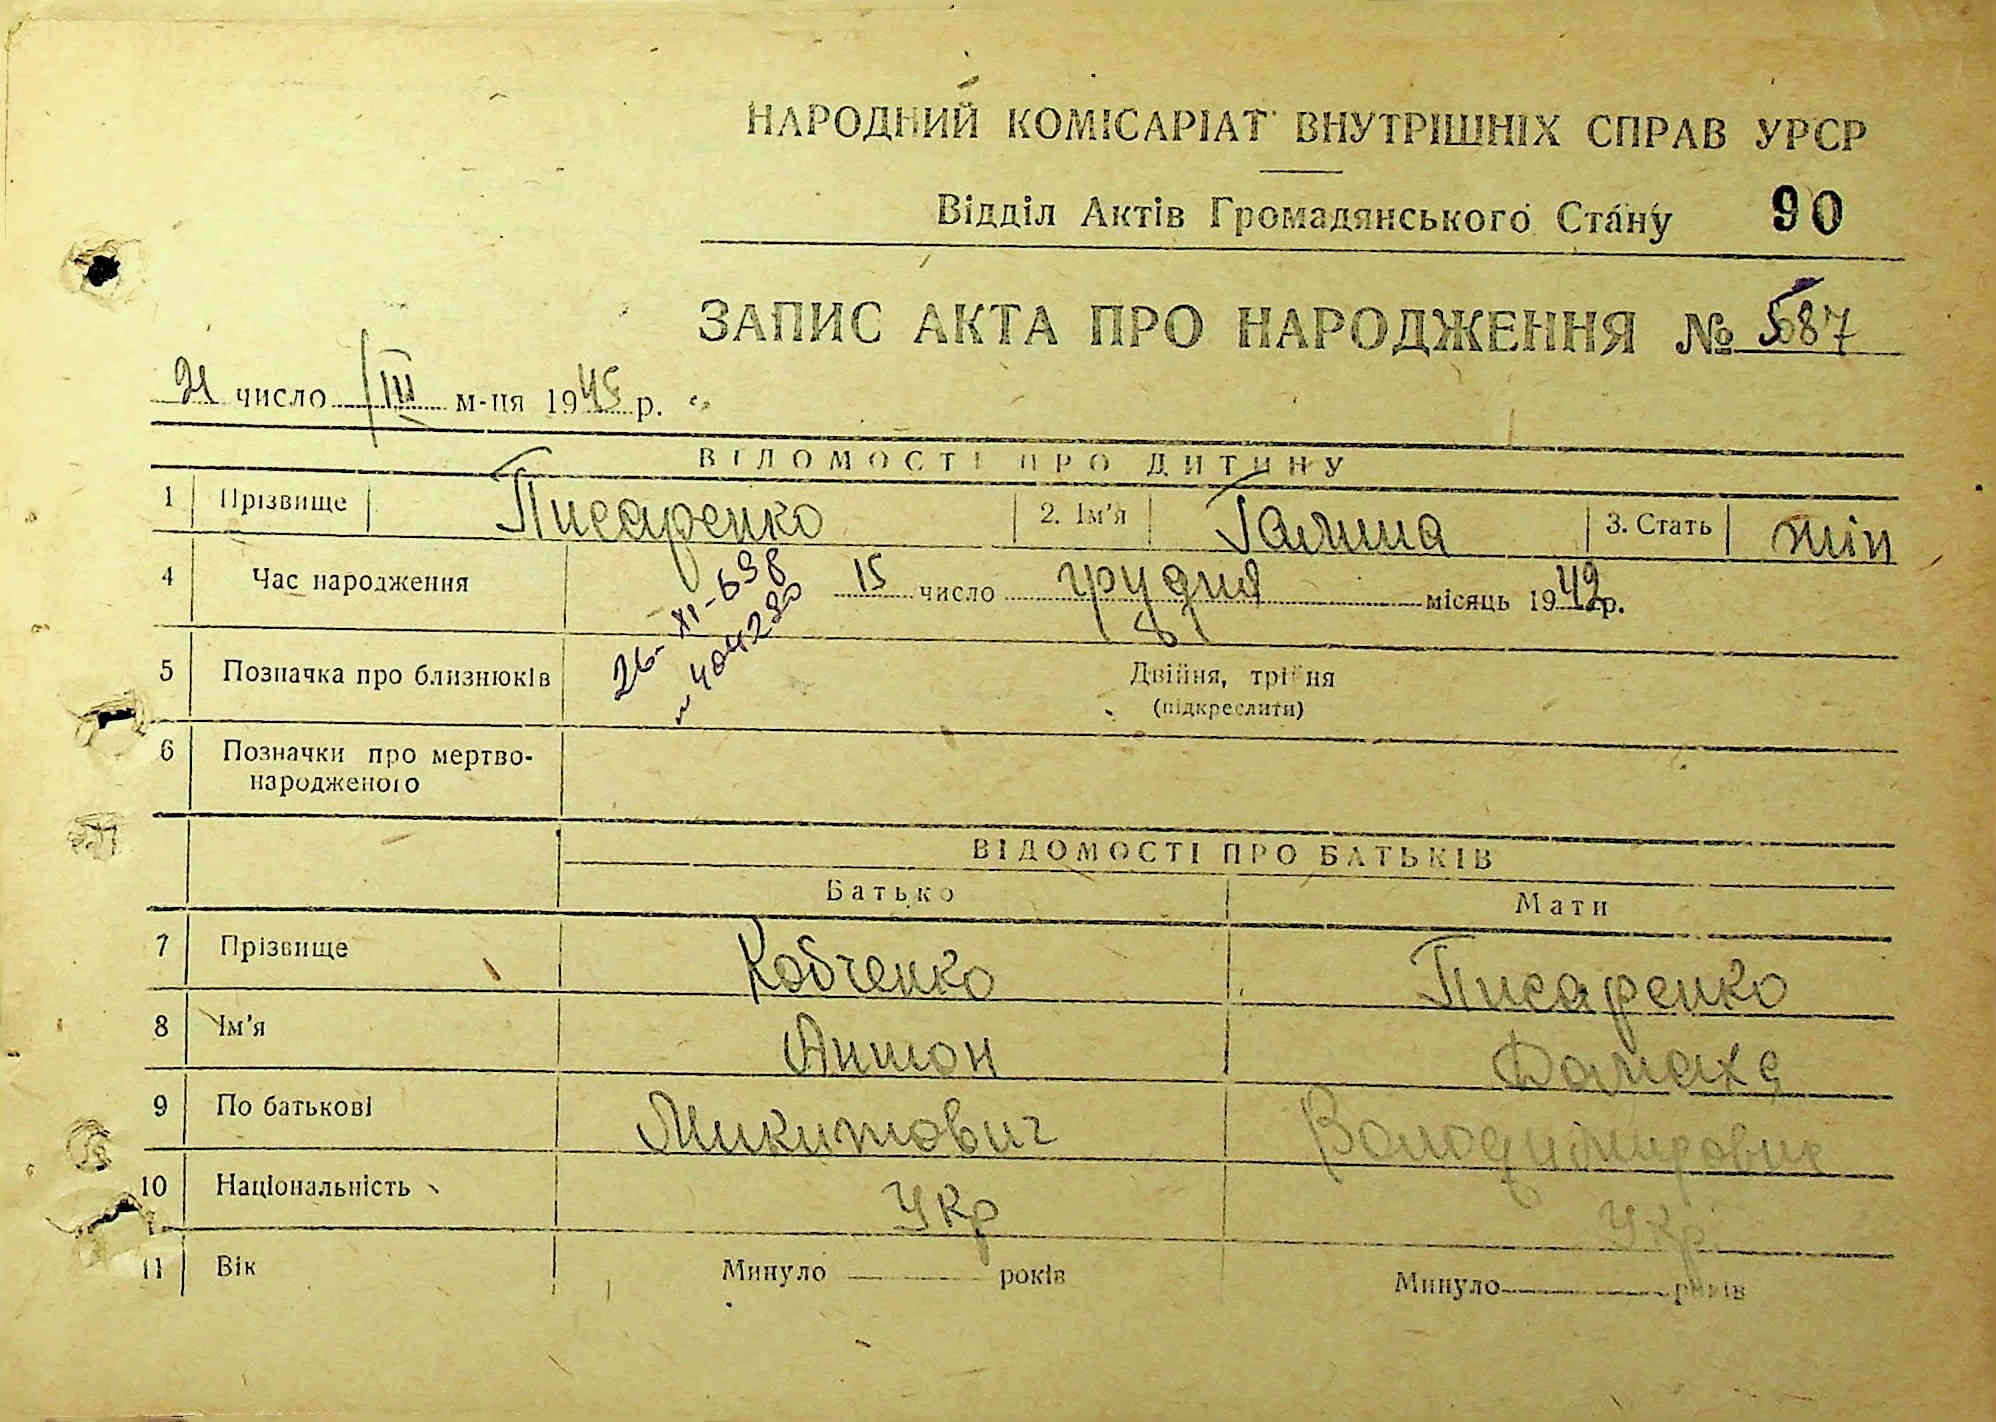 НАРОДНИЙ КОМІСАРІАТ ВНУТРІШНІХ СПРАВ УРСР
Відділ Актів Громадянського Стану 90
ЗАПИС АКТА ПРО НАРОДЖЕННЯ № 587
21 число III м-ця 1945 р.
ВІДОМОСТІ ПРО ДИТИНУ
1 Прізвище Писаренко 2. Ім'я Галина 3. Стать жін
4 Час народження 15 число грудня місяць 1942 р.
26-XI-63р
404280
5 Позначка про близнюків Двійня, трійня
(підкреслити)
6 Позначки про мертво-
народженого
ВІДОМОСТІ ПРО БАТЬКІВ
Батько Мати
7 Прізвище Кобченко Писаренко
8 Ім'я Антон Домаха
9 По батькові Микитович
10 Національність Укр Укр
11 Вік Минуло років Минуло років